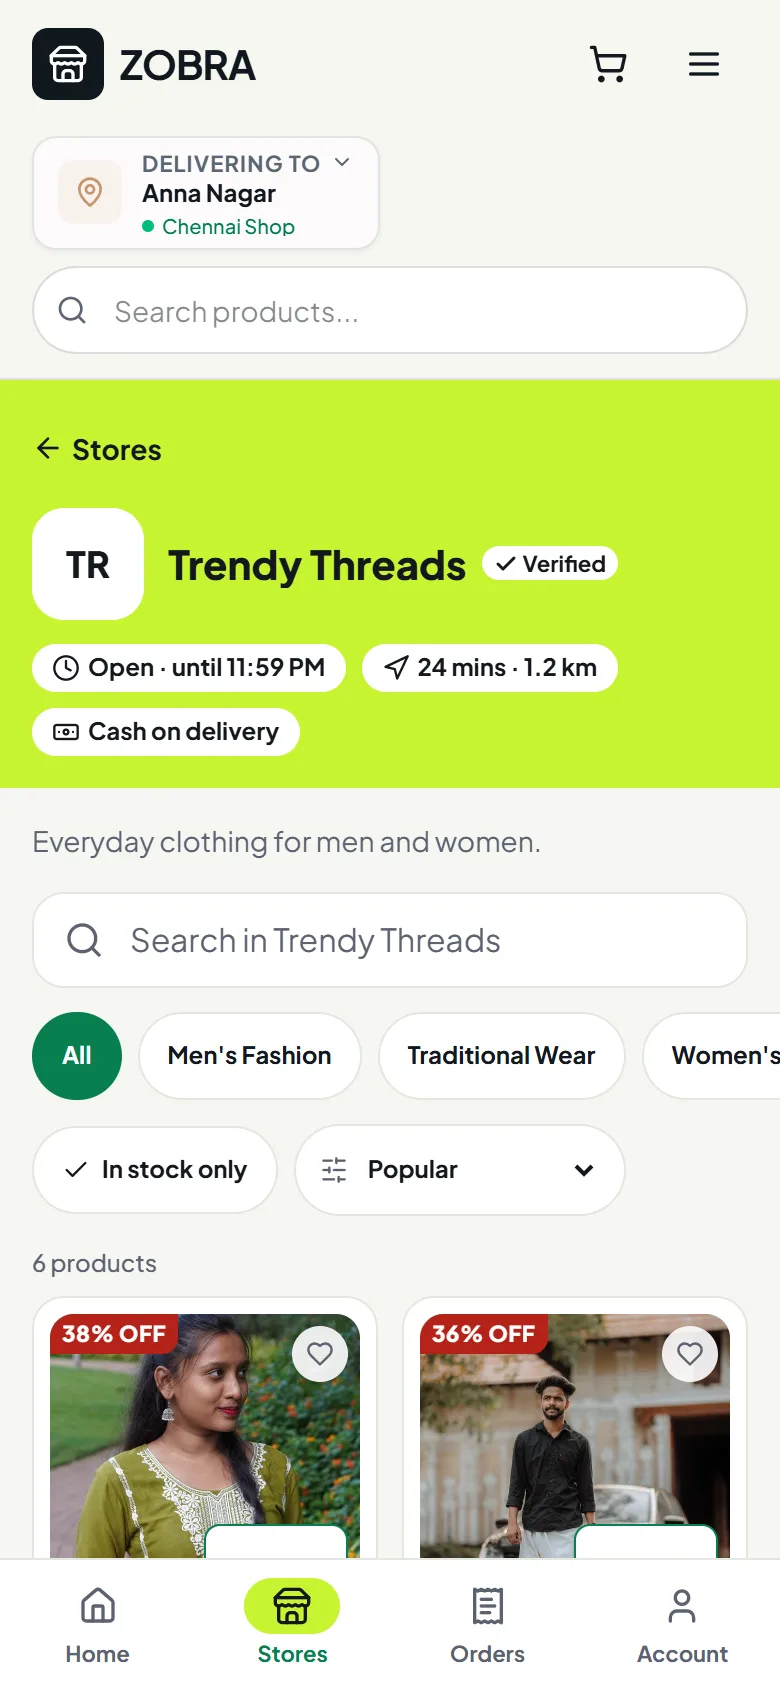 ZOBRA
DELIVERING TO
Anna Nagar
Chennai Shop
Search products...
Stores
TR
Trendy Threads
Verified
Open · until 11:59 PM
24 mins · 1.2 km
Cash on delivery
Everyday clothing for men and women.
Search in Trendy Threads
All
Men's Fashion
Traditional Wear
Women's
In stock only
Popular
6 products
38% OFF
36% OFF
Home
Stores
Orders
Account